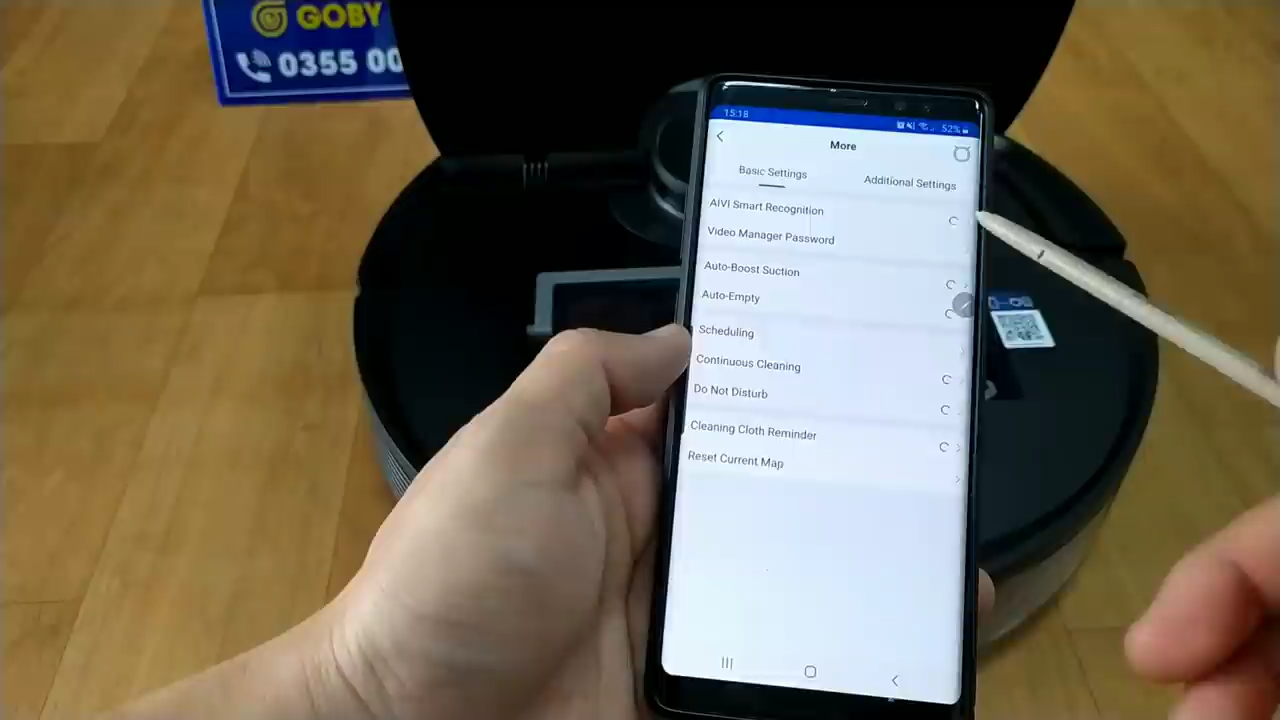 GOBY
0355 00
15:18
52%
More
Basic Settings
Additional Settings
AIVI Smart Recognition
Video Manager Password
Auto-Boost Suction
Auto-Empty
Scheduling
Continuous Cleaning
Do Not Disturb
Cleaning Cloth Reminder
Reset Current Map